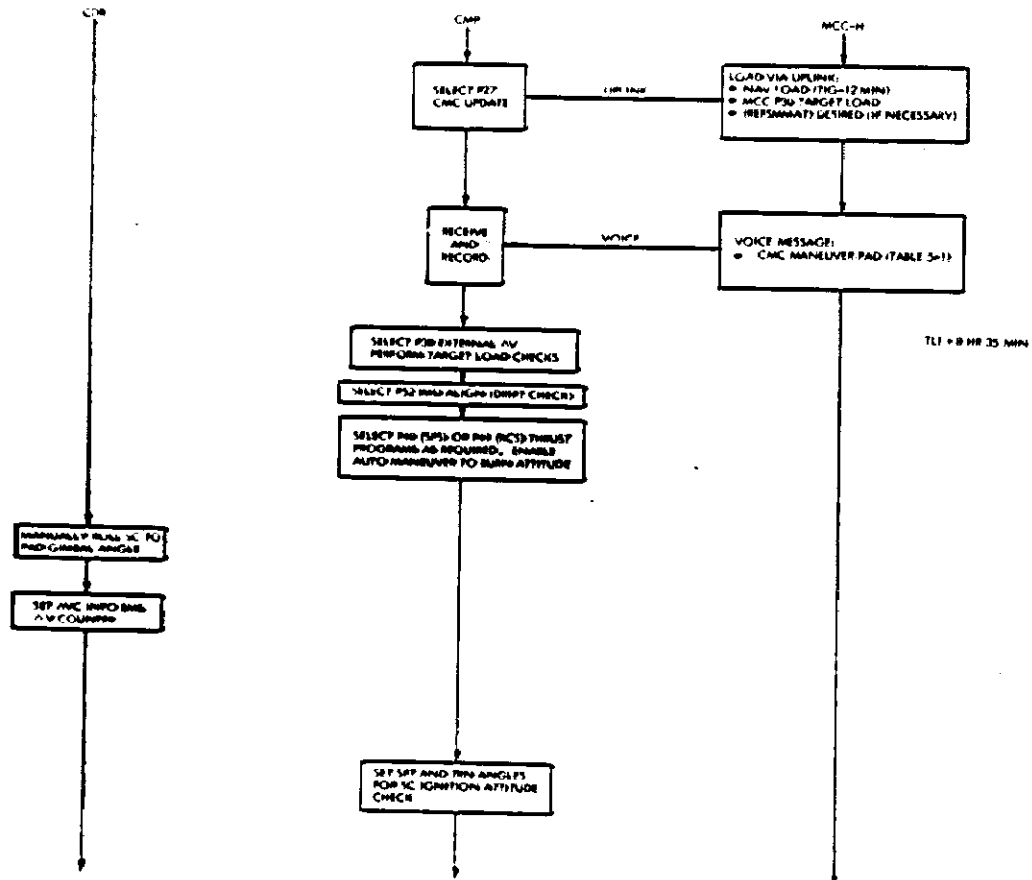 CDR
CMP
MCC-H
SELECT P27
CMC UPDATE
UPLINK
LOAD VIA UPLINK:
• NAV LOAD (TIG-12 MIN)
• MCC P30 TARGET LOAD
• (REFSMMAT) DESIRED (IF NECESSARY)
RECEIVE
AND
RECORD
VOICE
VOICE MESSAGE:
• CMC MANEUVER PAD (TABLE 5-1)
SELECT P30 EXTERNAL ΔV
PERFORM TARGET LOAD CHECKS
TLI + 8 HR 35 MIN
SELECT P52 IMU ALIGN (DRIFT CHECK)
SELECT P40 (SPS) OR P41 (RCS) THRUST
PROGRAMS AS REQUIRED. ENABLE
AUTO MANEUVER TO BURN ATTITUDE
MANUALLY ROLL SC TO
PAD GIMBAL ANGLE
SET ΔVC INTO EMS
ΔV COUNTER
SET SFT AND TRN ANGLES
FOR SC IGNITION ATTITUDE
CHECK